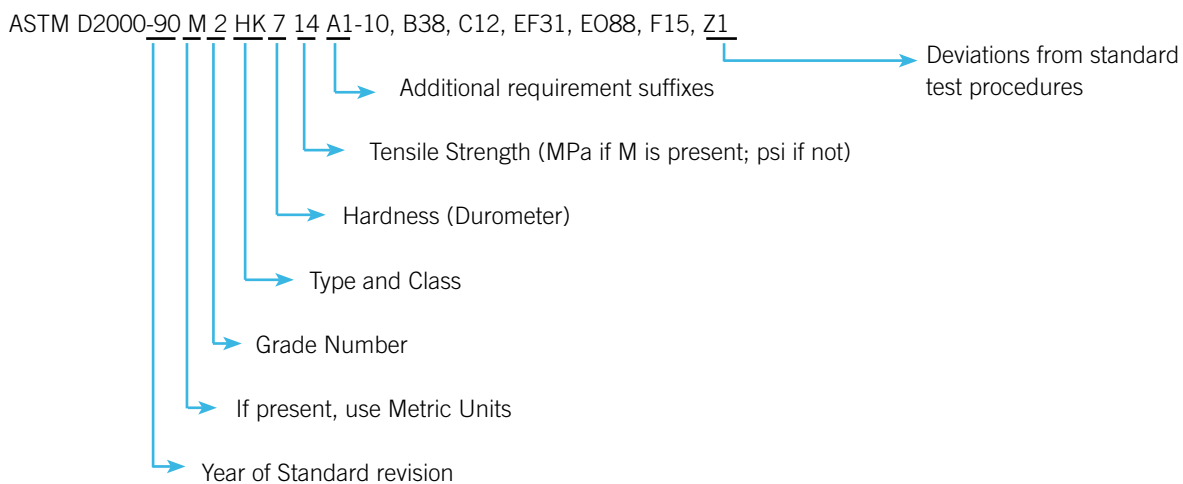 ASTM D2000-90 M 2 HK 7 14 A1-10, B38, C12, EF31, EO88, F15, Z1
Deviations from standard
test procedures
Additional requirement suffixes
Tensile Strength (MPa if M is present; psi if not)
Hardness (Durometer)
Type and Class
Grade Number
If present, use Metric Units
Year of Standard revision